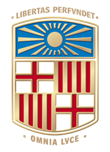 · LIBERTAS PERFVNDET ·
· OMNIA LVCE ·